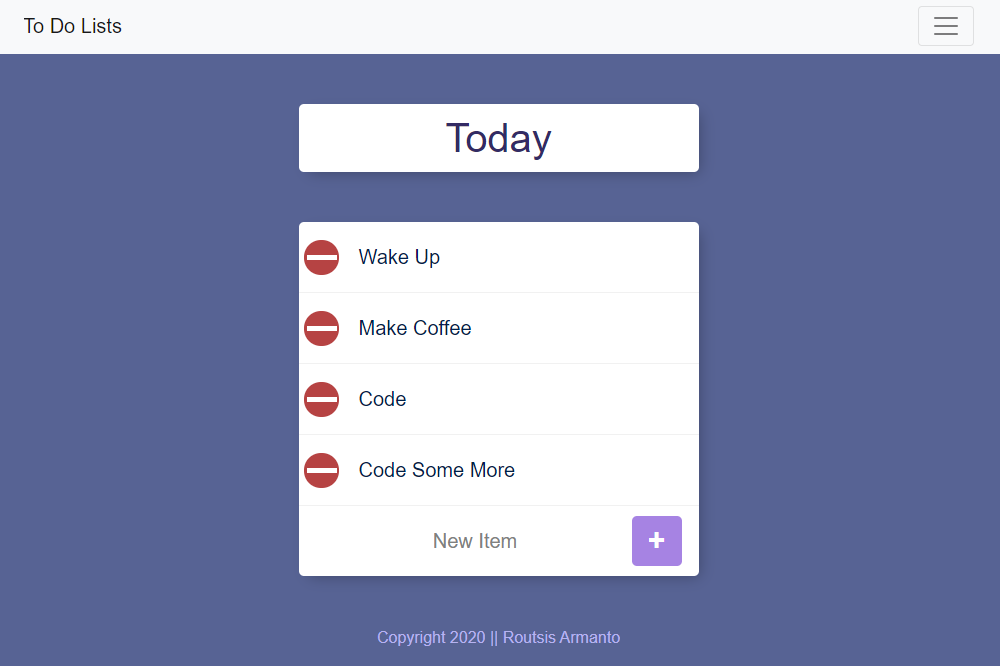 To Do Lists
Today
Wake Up
Make Coffee
Code
Code Some More
New Item
+
Copyright 2020 || Routsis Armanto